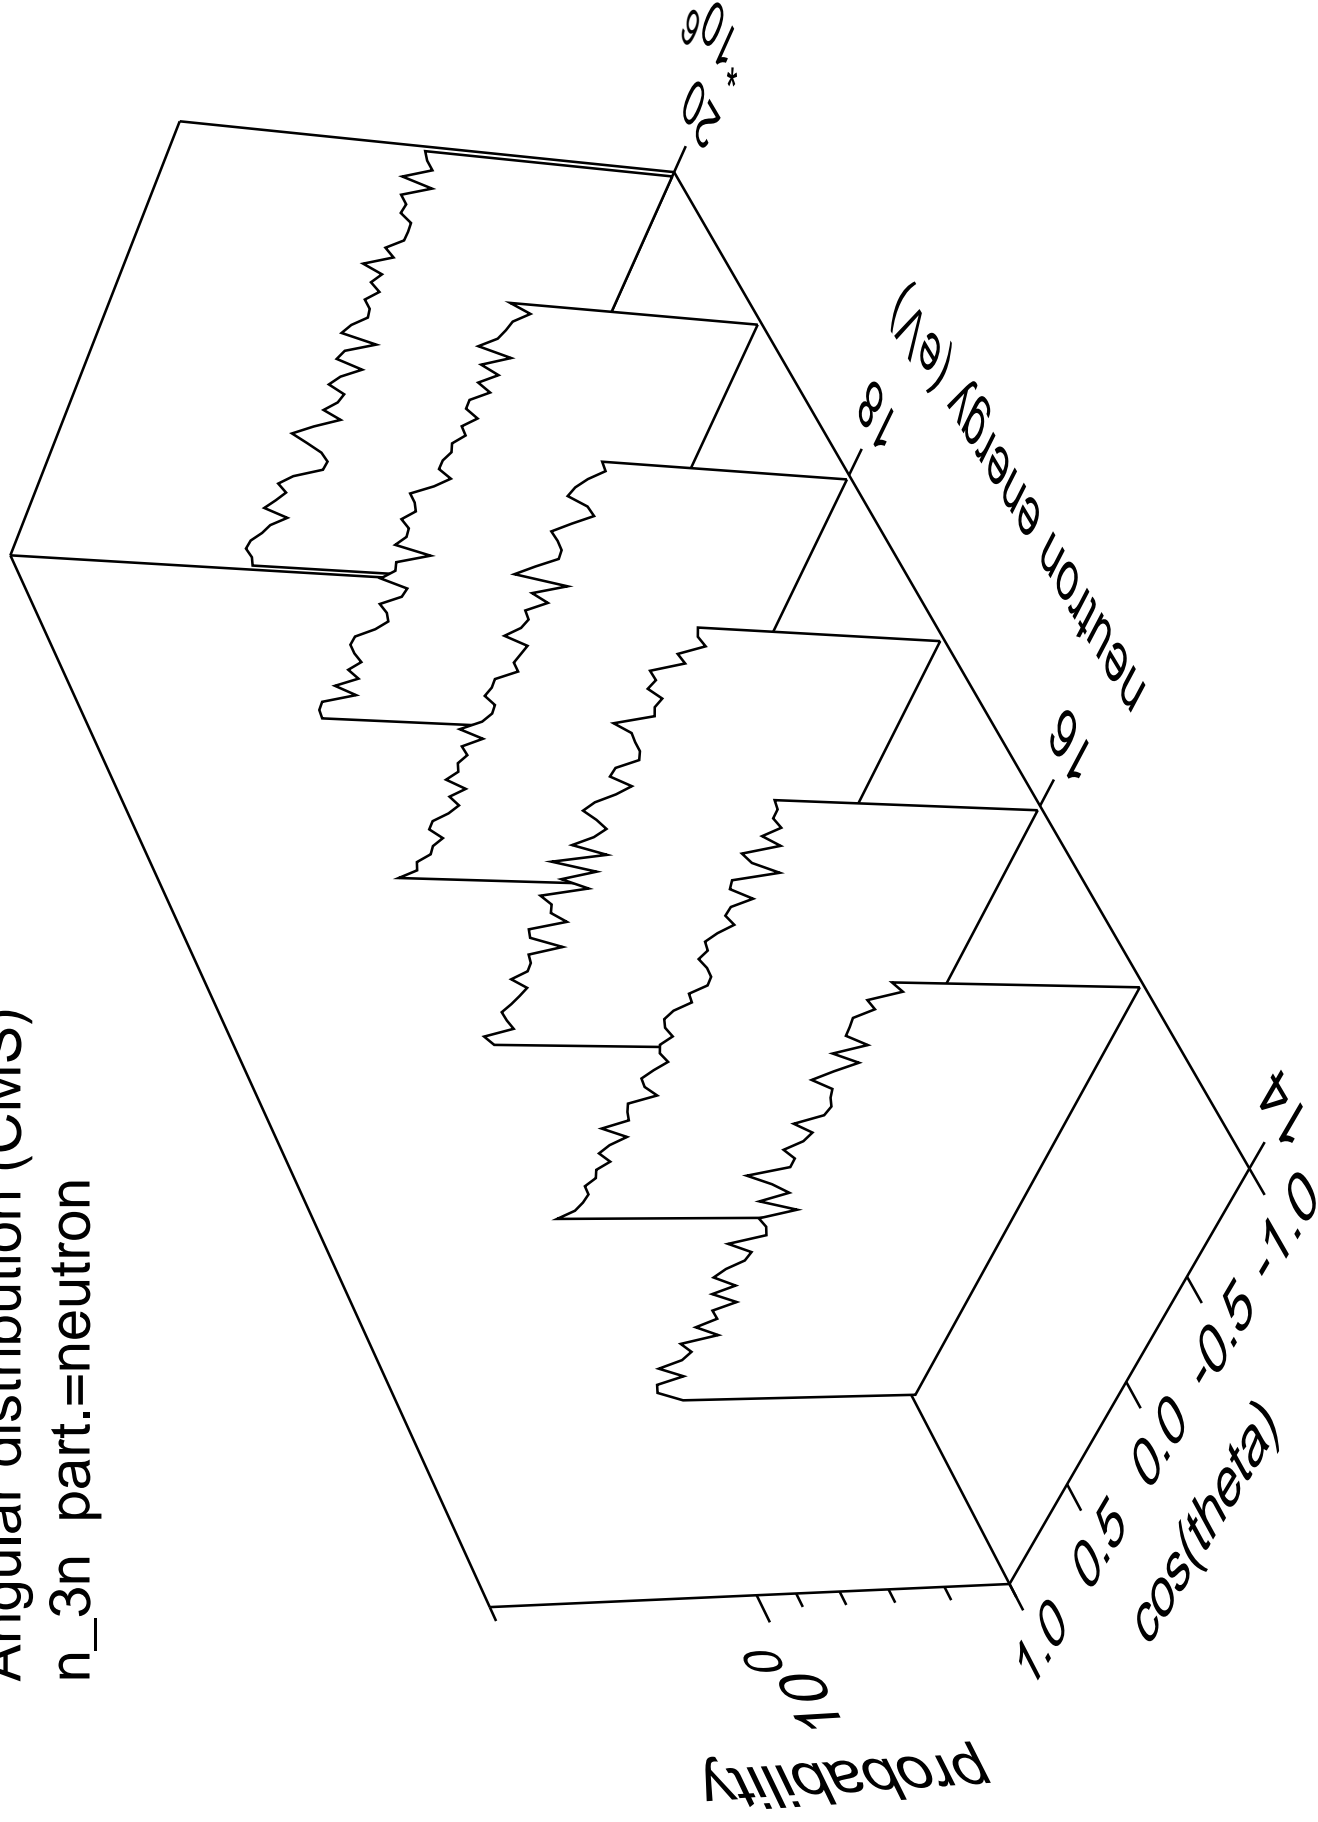 Angular distribution (CMS)
n_3n part.=neutron
probability
10^0
cos(theta)
1.0 0.5 0.0 -0.5 -1.0
neutron energy (eV)
14 16 18 20
*10^6